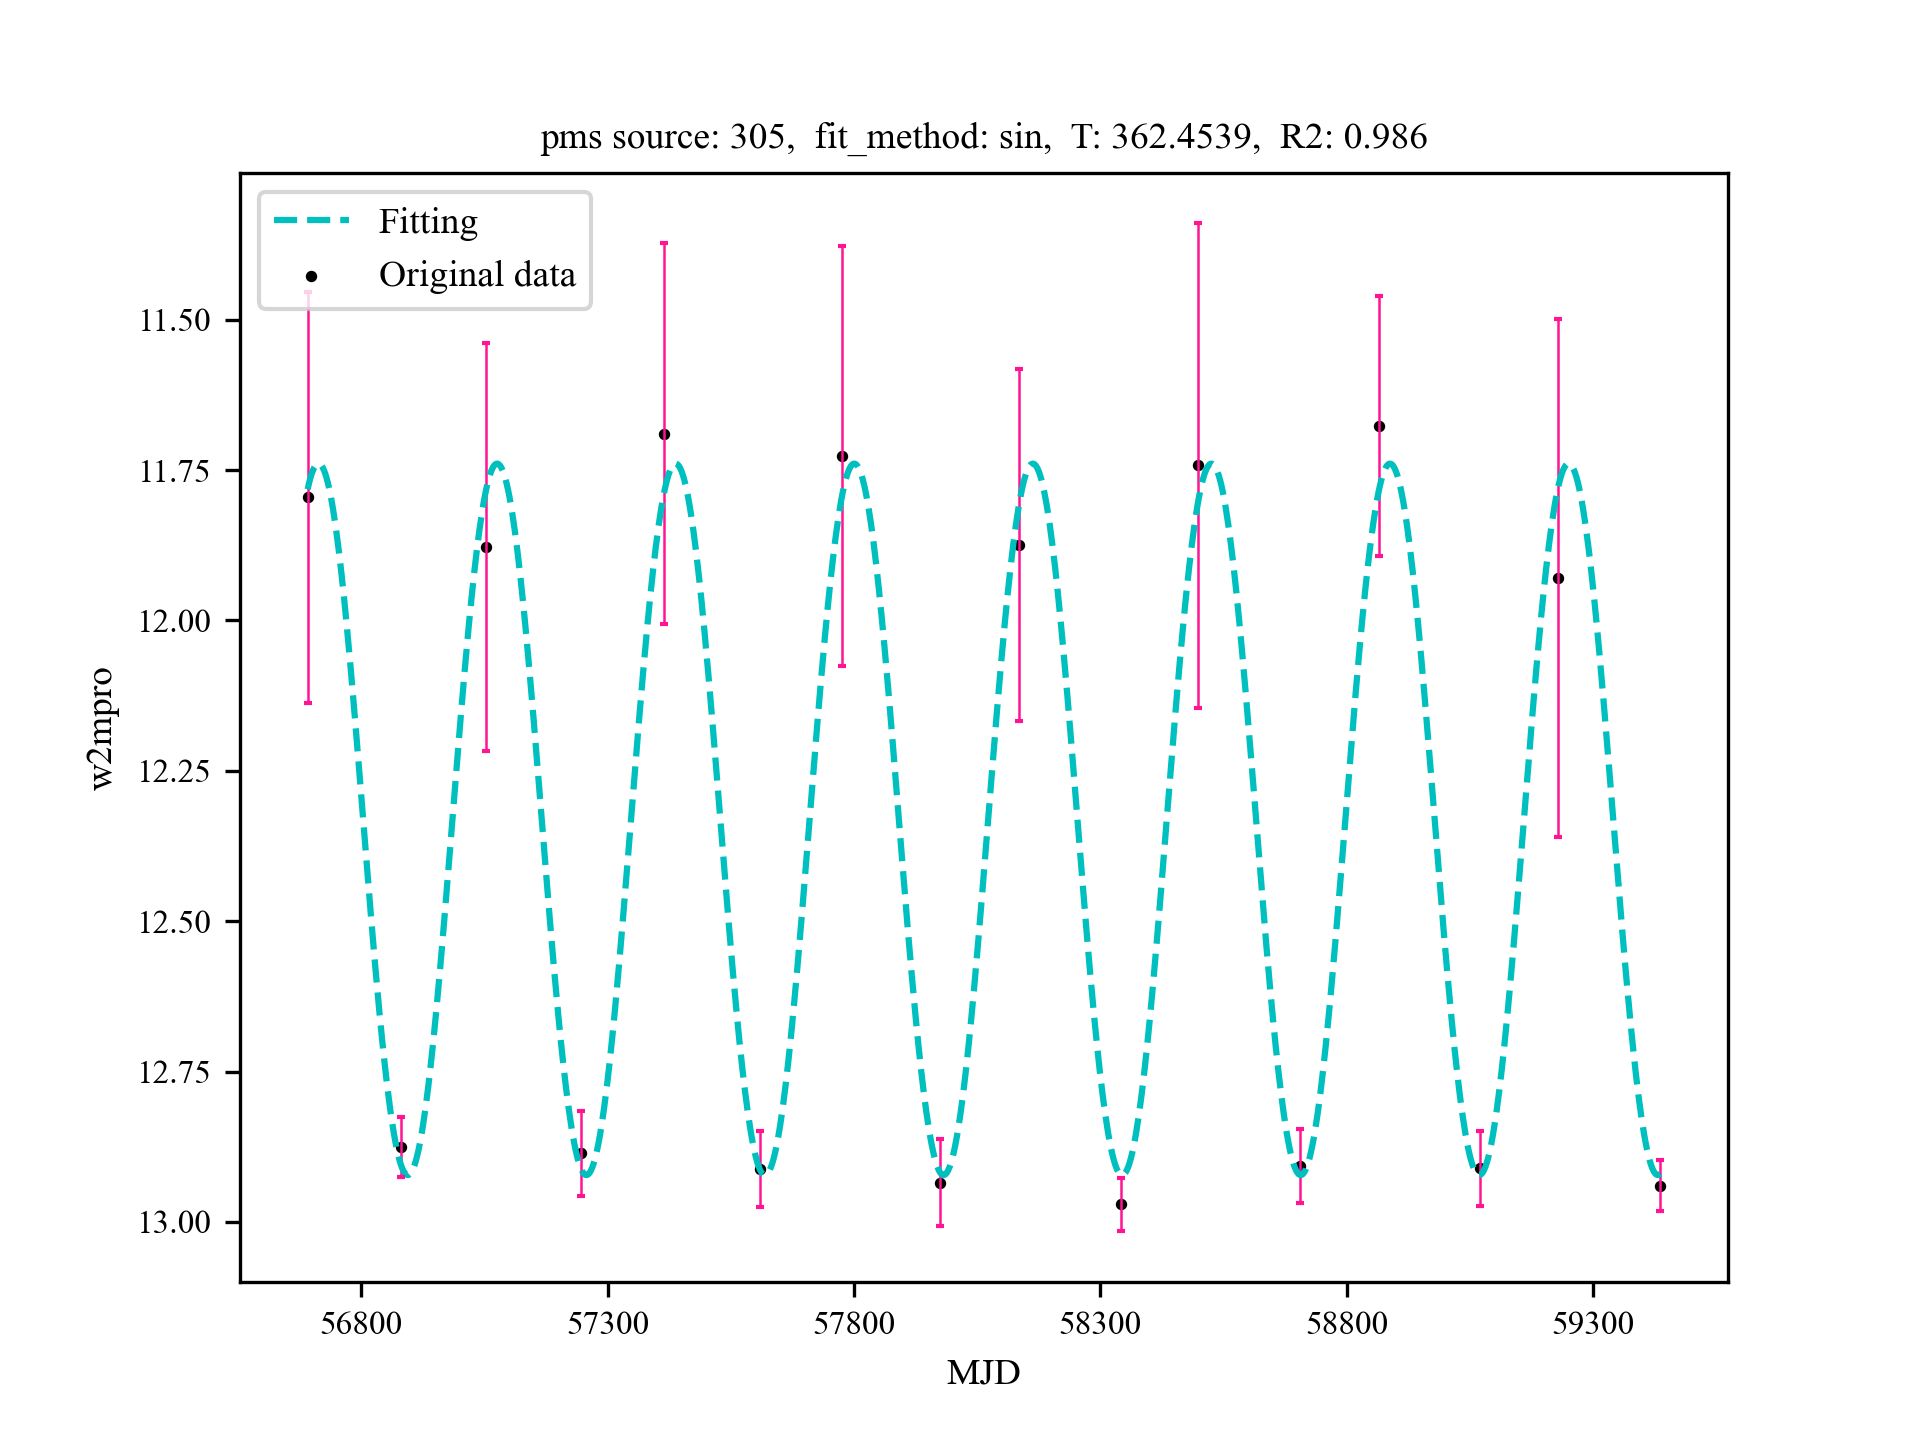 pms source: 305, fit_method: sin, T: 362.4539, R2: 0.986
Fitting
Original data
11.50
11.75
12.00
12.25
12.50
12.75
13.00
w2mpro
56800 57300 57800 58300 58800 59300
MJD